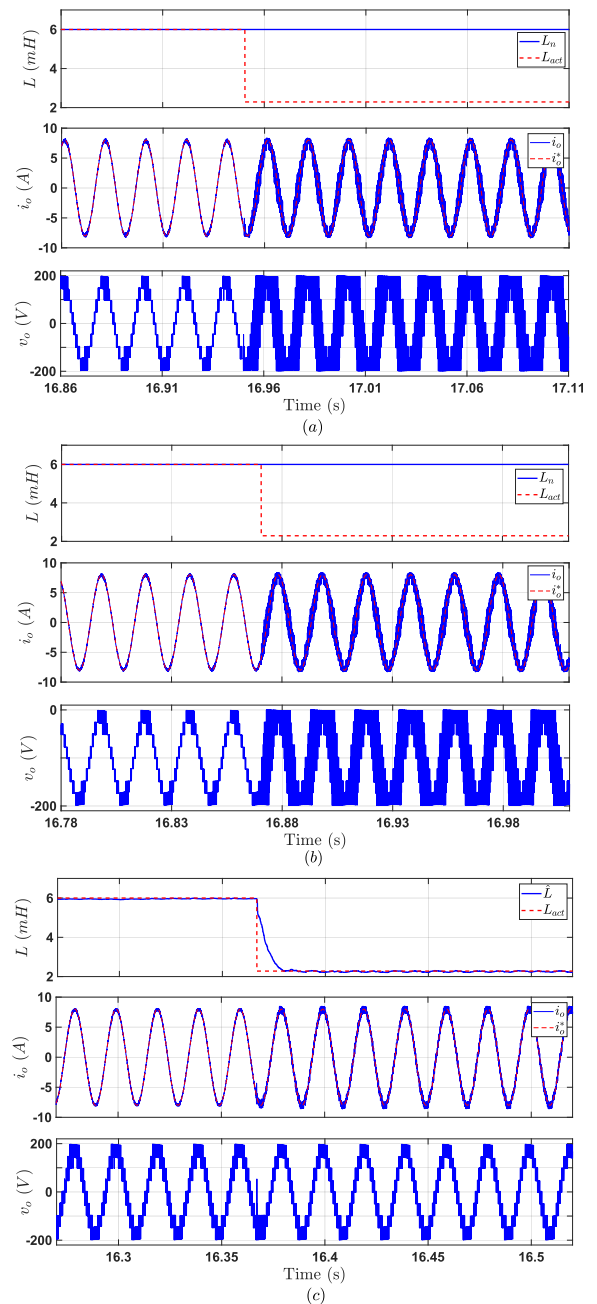 6
4
2
L (mH)
L_n
L_act
10
5
0
-5
-10
i_o (A)
i_o
i_o^*
200
0
-200
v_o (V)
16.86 16.91 16.96 17.01 17.06 17.11
Time (s)
(a)
6
4
2
L (mH)
L_n
L_act
10
5
0
-5
-10
i_o (A)
i_o
i_o^*
0
-200
v_o (V)
16.78 16.83 16.88 16.93 16.98
Time (s)
(b)
6
4
2
L (mH)
L̂
L_act
10
5
0
-5
-10
i_o (A)
i_o
i_o^*
200
0
-200
v_o (V)
16.3 16.35 16.4 16.45 16.5
Time (s)
(c)